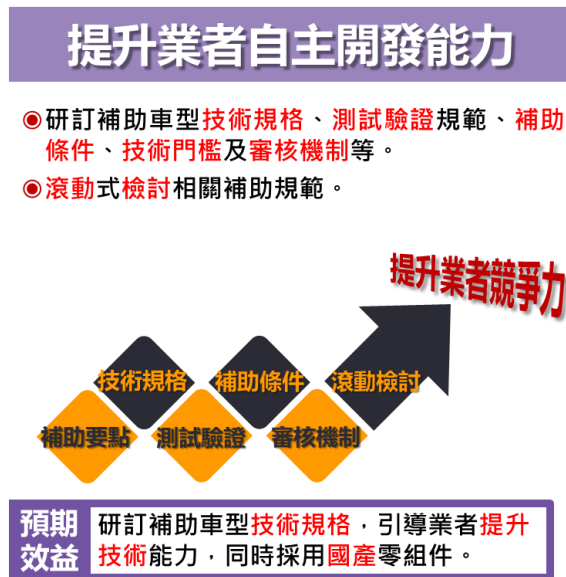 提升業者自主開發能力
◉研訂補助車型技術規格、測試驗證規範、補助
條件、技術門檻及審核機制等。
◉滾動式檢討相關補助規範。
提升業者競爭力
技術規格 補助條件 滾動檢討
補助要點 測試驗證 審核機制
預期
效益
研訂補助車型技術規格，引導業者提升
技術能力，同時採用國產零組件。